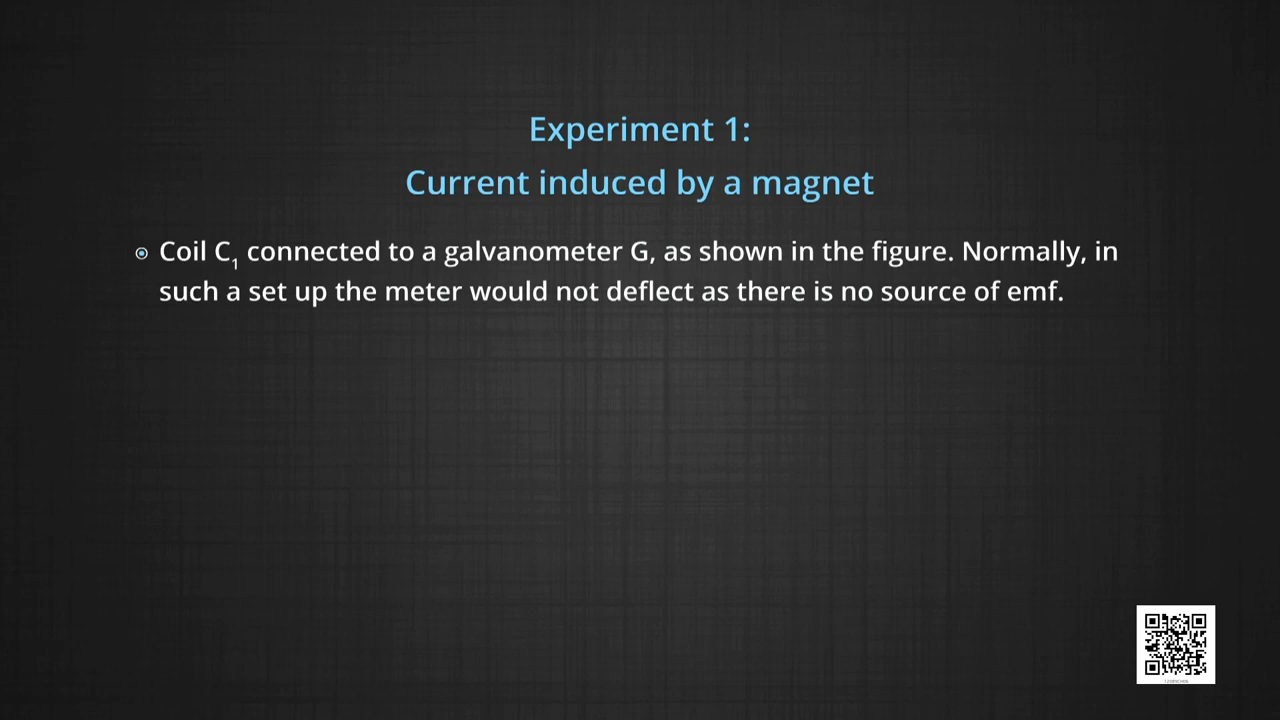 Experiment 1:
Current induced by a magnet
Coil C₁ connected to a galvanometer G, as shown in the figure. Normally, in
such a set up the meter would not deflect as there is no source of emf.